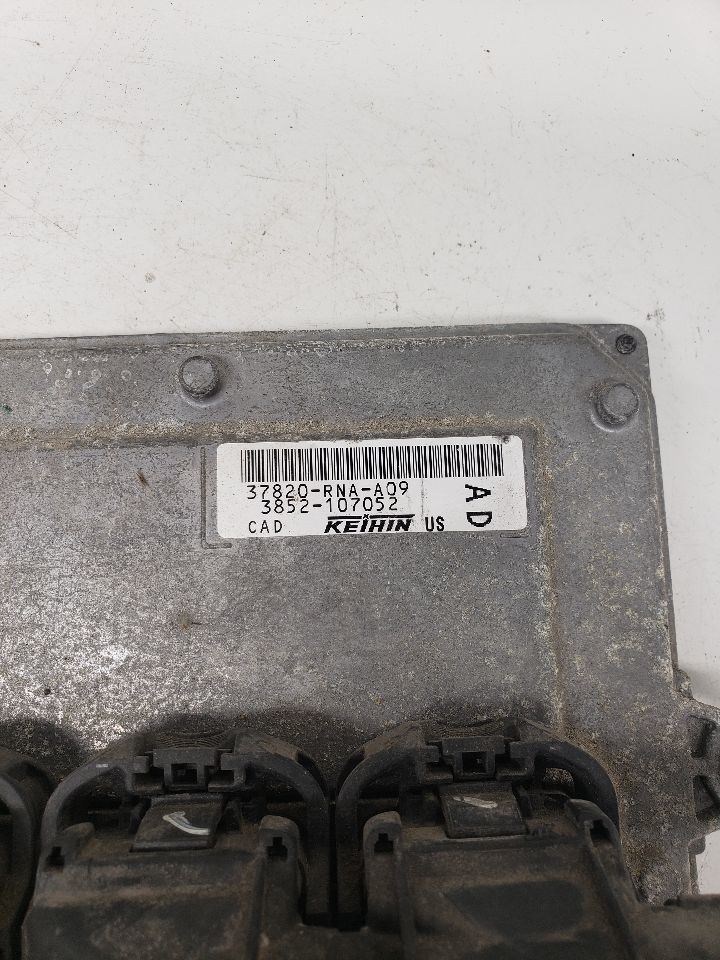 37820-RNA-A09
3852-107052
CAD KEIHIN US
AD